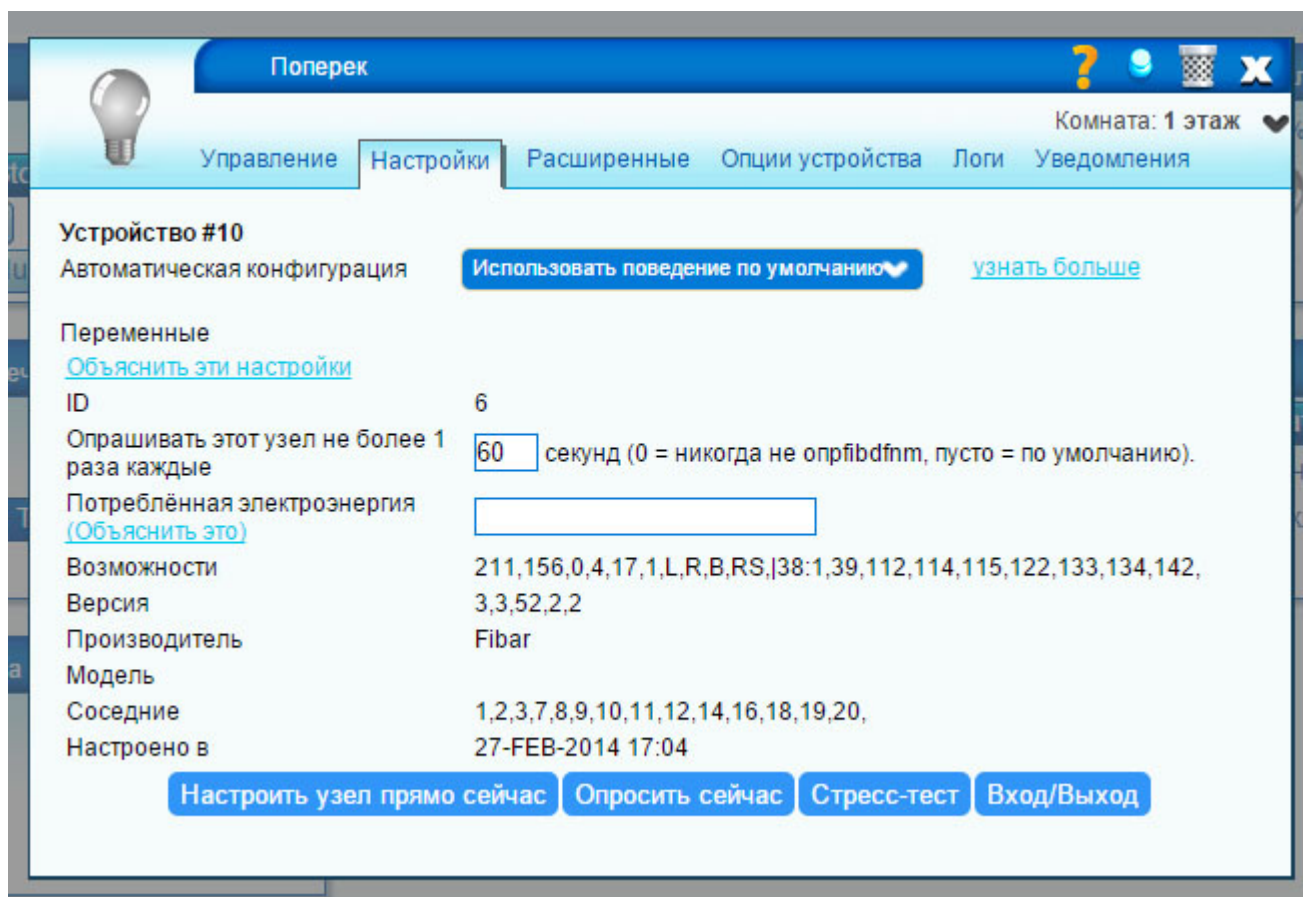 Поперек
Комната: 1 этаж
Управление Настройки Расширенные Опции устройства Логи Уведомления
Устройство #10
Автоматическая конфигурация Использовать поведение по умолчанию узнать больше
Переменные
Объяснить эти настройки
ID 6
Опрашивать этот узел не более 1
раза каждые 60 секунд (0 = никогда не опрfibdfnm, пусто = по умолчанию).
Потреблённая электроэнергия
(Объяснить это)
Возможности 211,156,0,4,17,1,L,R,B,RS,|38:1,39,112,114,115,122,133,134,142,
Версия 3,3,52,2,2
Производитель Fibar
Модель
Соседние 1,2,3,7,8,9,10,11,12,14,16,18,19,20,
Настроено в 27-FEB-2014 17:04
Настроить узел прямо сейчас Опросить сейчас Стресс-тест Вход/Выход